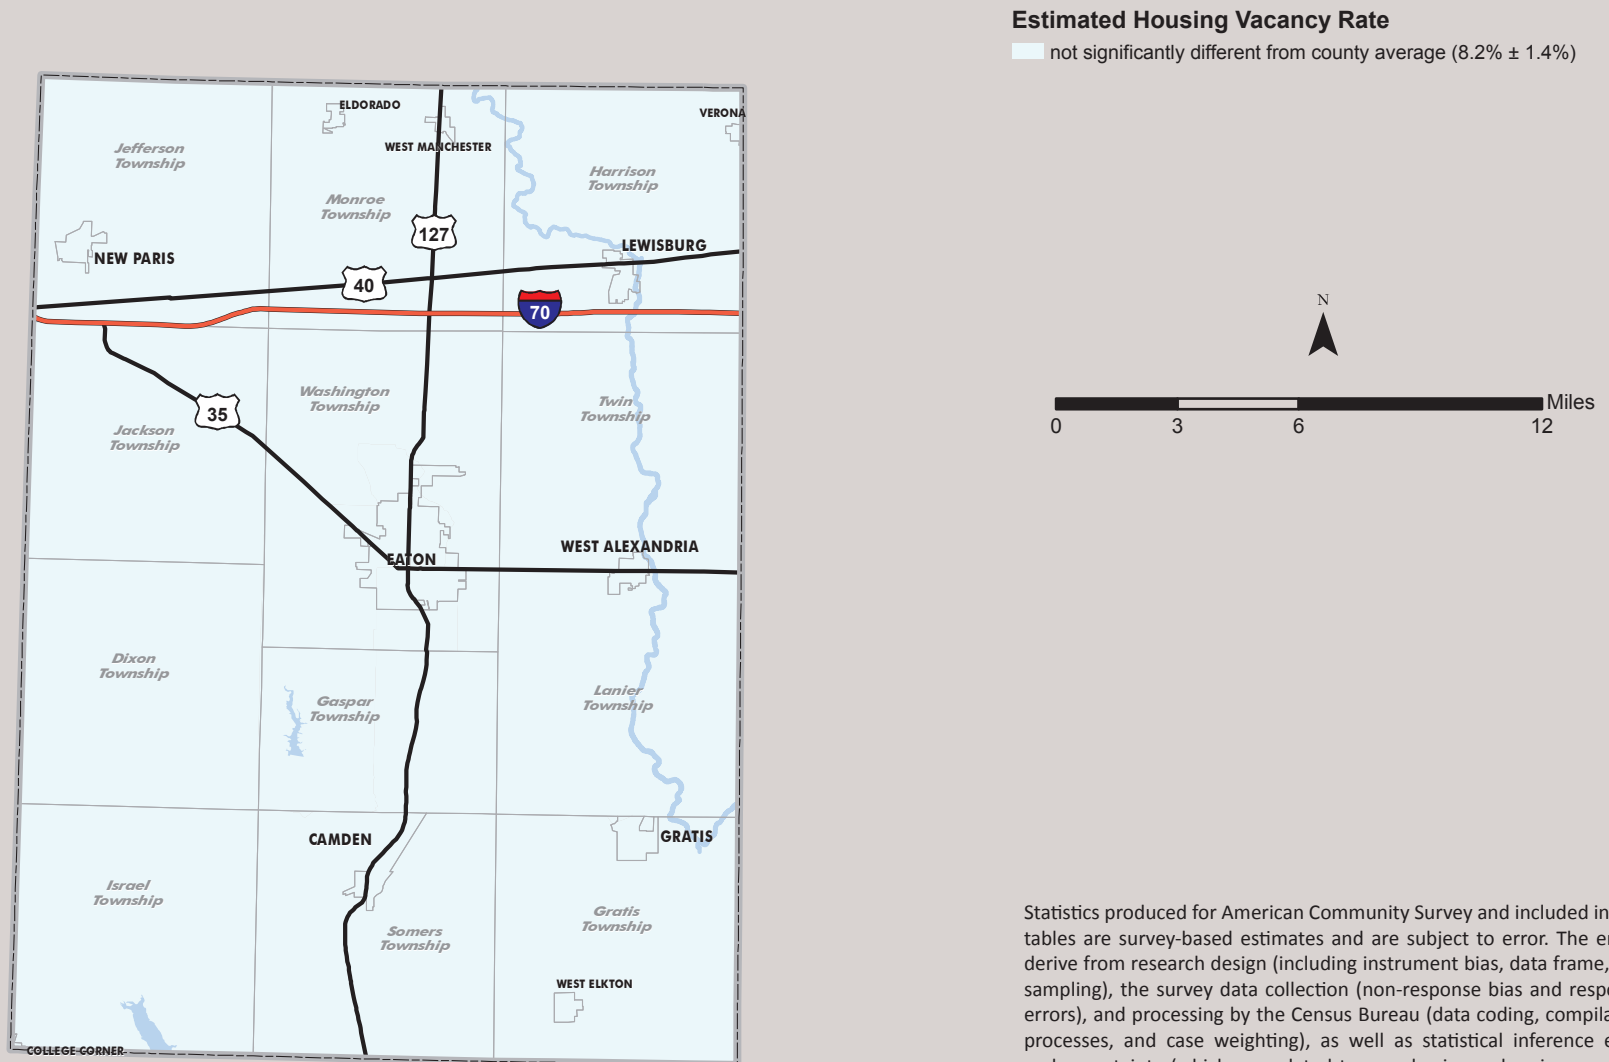 Estimated Housing Vacancy Rate
not significantly different from county average (8.2% ± 1.4%)
ELDORADO
VERONA
WEST MANCHESTER
Jefferson
Township
Harrison
Township
Monroe
Township
127
LEWISBURG
NEW PARIS
40
70
N
Washington
Township
Twin
Township
35
Jackson
Township
Miles
0 3 6 12
WEST ALEXANDRIA
EATON
Dixon
Township
Gaspar
Township
Lanier
Township
CAMDEN
GRATIS
Israel
Township
Gratis
Township
Somers
Township
WEST ELKTON
COLLEGE CORNER
Statistics produced for American Community Survey and included in
tables are survey-based estimates and are subject to error. The
derive from research design (including instrument bias, data frame,
sampling), the survey data collection (non-response bias and
errors), and processing by the Census Bureau (data coding,
processes, and case weighting), as well as statistical inference